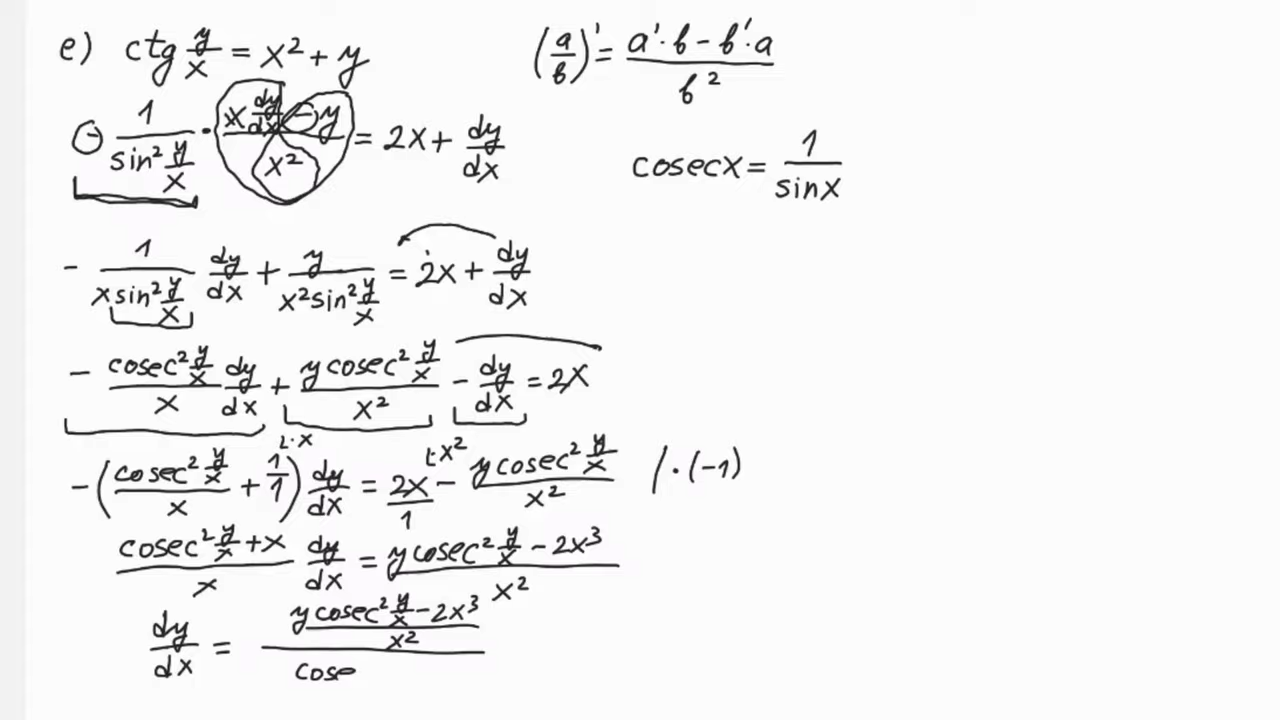 e) ctg y/x = x² + y
(a/b)' = (a'·b − b'·a)/b²
− 1/(sin² y/x) · (x dy/dx − y)/x² = 2x + dy/dx
cosecx = 1/sinx
− 1/(x sin² y/x) dy/dx + y/(x² sin² y/x) = 2x + dy/dx
− (cosec² y/x)/x dy/dx + (y cosec² y/x)/x² − dy/dx = 2x
− ((cosec² y/x)/x + 1/1 ·x) dy/dx = 2x/1 ·x² − (y cosec² y/x)/x² /·(−1)
(cosec² y/x + x)/x dy/dx = (y cosec² y/x − 2x³)/x²
dy/dx = ((y cosec² y/x − 2x³)/x²)/cose